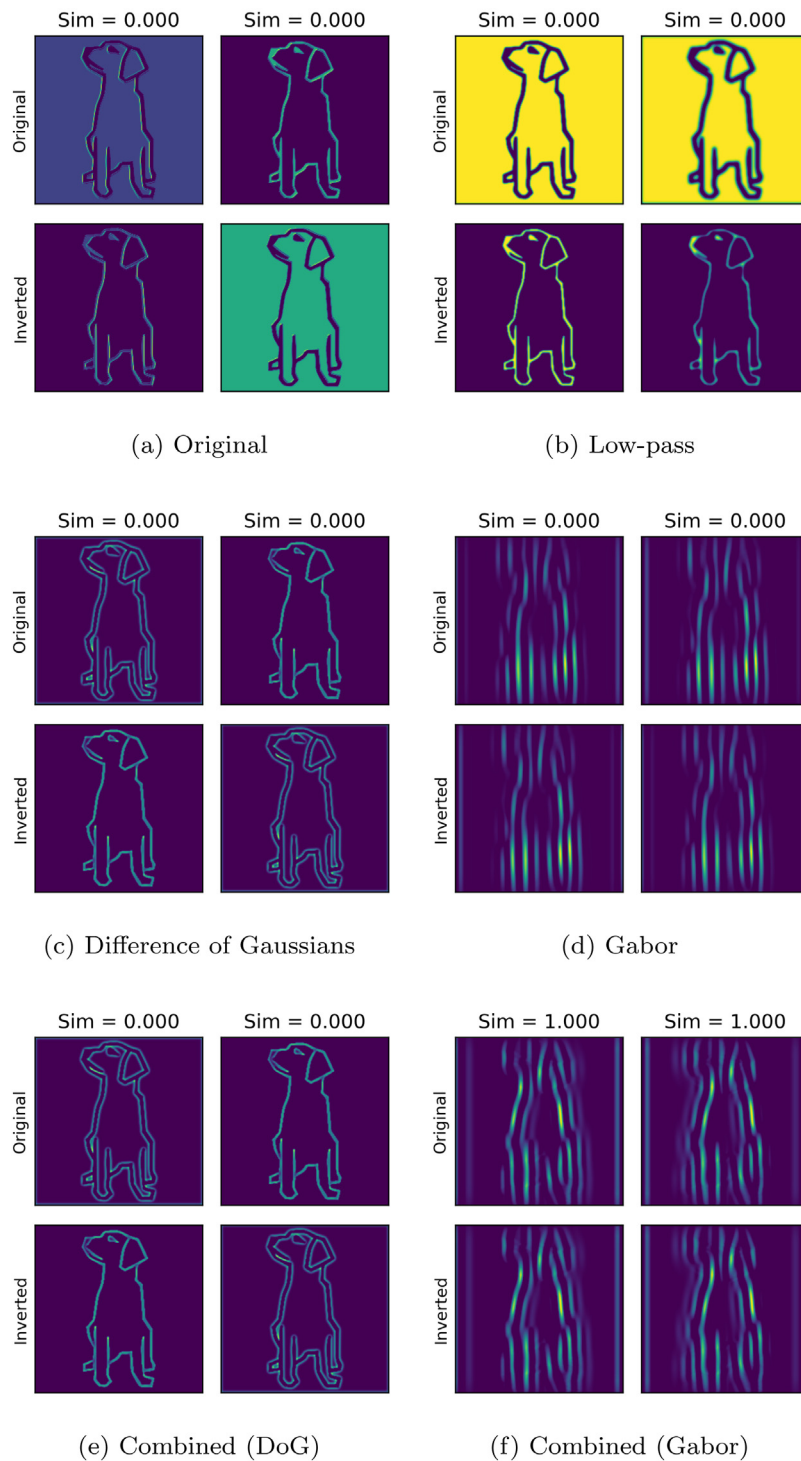 Sim = 0.000 Sim = 0.000 Sim = 0.000 Sim = 0.000
Original Original
Inverted Inverted
(a) Original (b) Low-pass
Sim = 0.000 Sim = 0.000 Sim = 0.000 Sim = 0.000
Original Original
Inverted Inverted
(c) Difference of Gaussians (d) Gabor
Sim = 0.000 Sim = 0.000 Sim = 1.000 Sim = 1.000
Original Original
Inverted Inverted
(e) Combined (DoG) (f) Combined (Gabor)